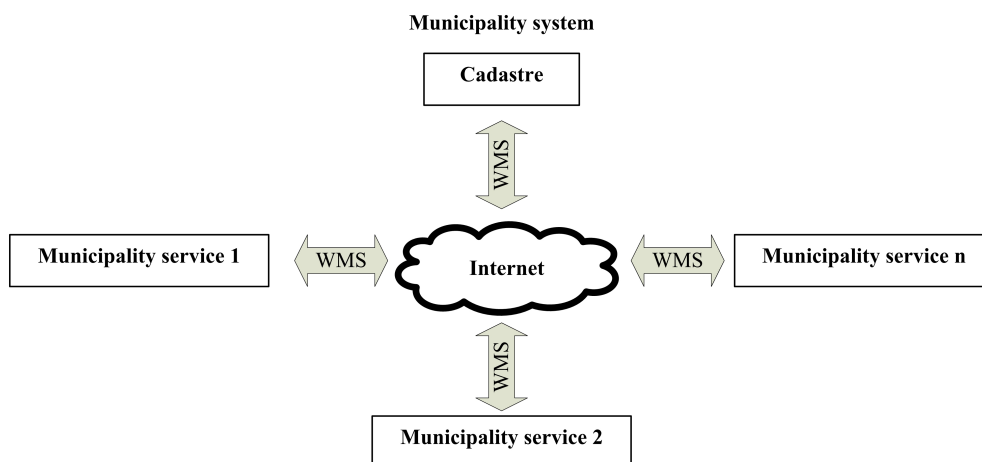 Municipality system
Cadastre
WMS
Municipality service 1
WMS
Internet
WMS
Municipality service n
WMS
Municipality service 2